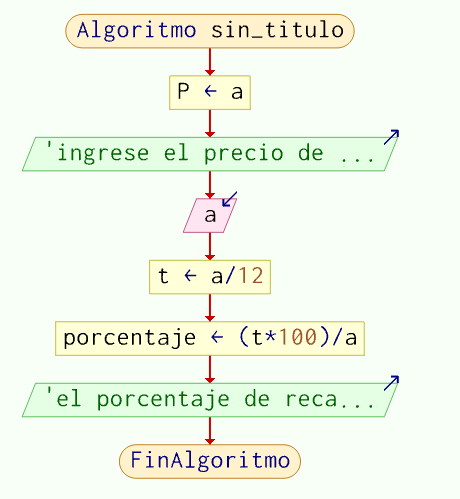 Algoritmo sin_titulo
P ← a
'ingrese el precio de ...
a
t ← a/12
porcentaje ← (t*100)/a
'el porcentaje de reca...
FinAlgoritmo